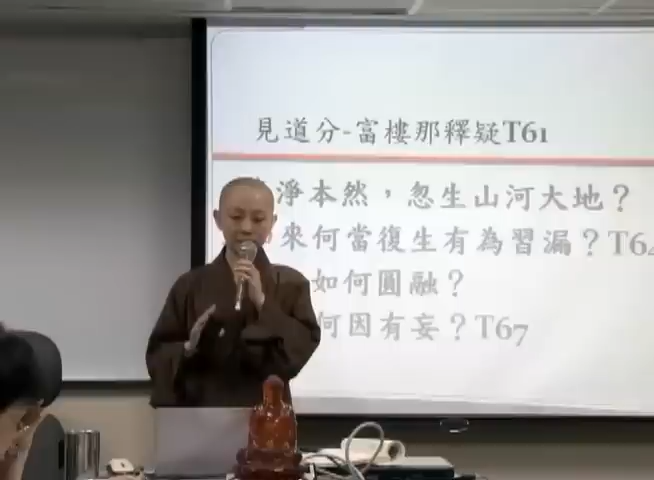 見道分-富樓那釋疑T61
淨本然，忽生山河大地？
來何當復生有為習漏？T64
如何圓融？
何因有妄？T67